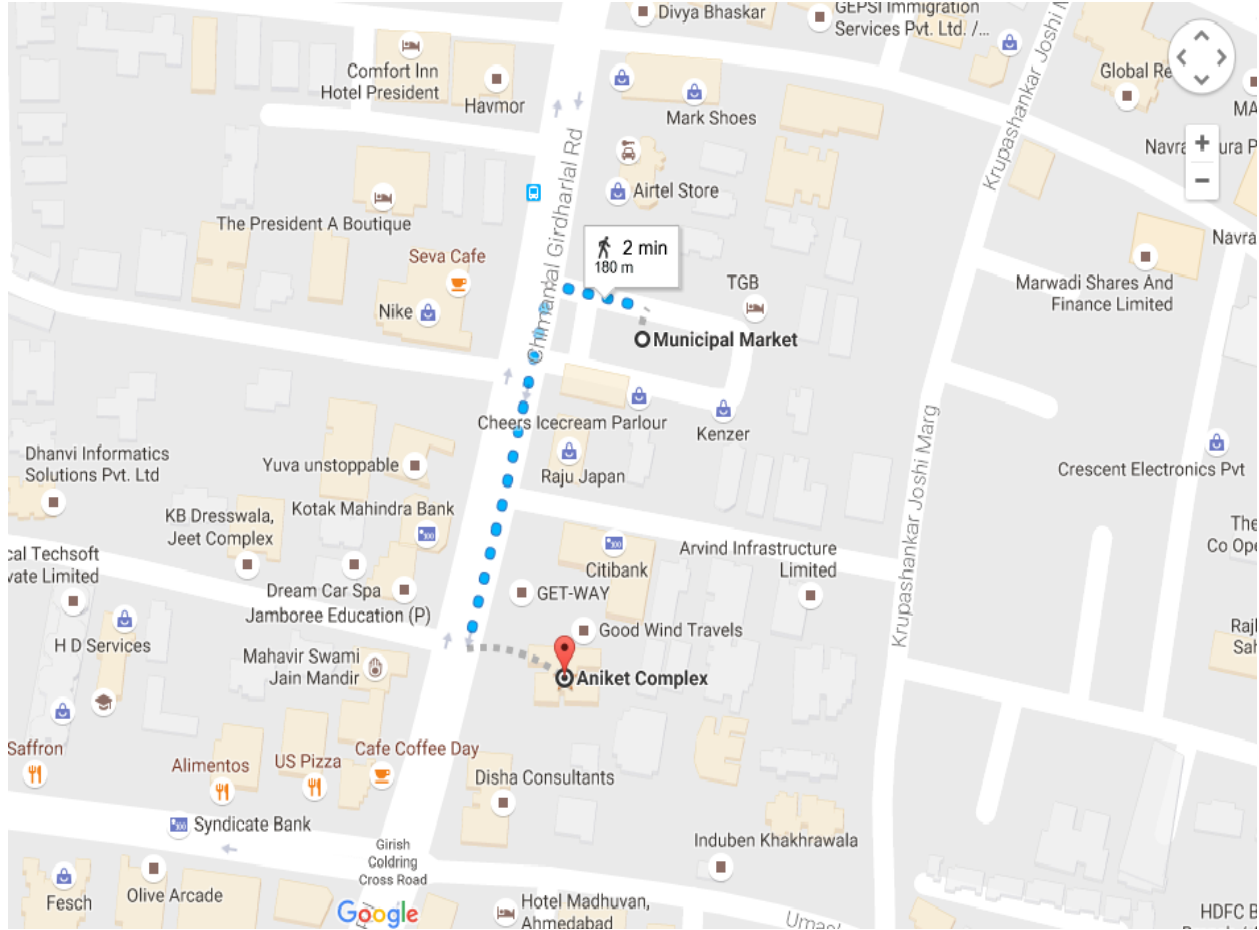 Divya Bhaskar
GEPSI Immigration
Services Pvt. Ltd. /...
Comfort Inn
Hotel President
Havmor
Mark Shoes
Global Re
MA
Krupashankar Joshi M
Navra
ura P
Airtel Store
The President A Boutique
Chimanlal Girdharlal Rd
2 min
180 m
Seva Cafe
Nike
TGB
Navra
Marwadi Shares And
Finance Limited
Municipal Market
Cheers Icecream Parlour
Kenzer
Raju Japan
Krupashankar Joshi Marg
Crescent Electronics Pvt
Dhanvi Informatics
Solutions Pvt. Ltd
Yuva unstoppable
Kotak Mahindra Bank
KB Dresswala,
Jeet Complex
The
Co Ope
cal Techsoft
vate Limited
Arvind Infrastructure
Limited
Citibank
GET-WAY
Dream Car Spa
Jamboree Education (P)
Good Wind Travels
H D Services
Mahavir Swami
Jain Mandir
Aniket Complex
Raj
Sah
Saffron
Alimentos
US Pizza
Cafe Coffee Day
Disha Consultants
Syndicate Bank
Girish
Coldring
Cross Road
Induben Khakhrawala
Fesch
Olive Arcade
Google
Hotel Madhuvan,
Ahmedabad
Umas
HDFC B